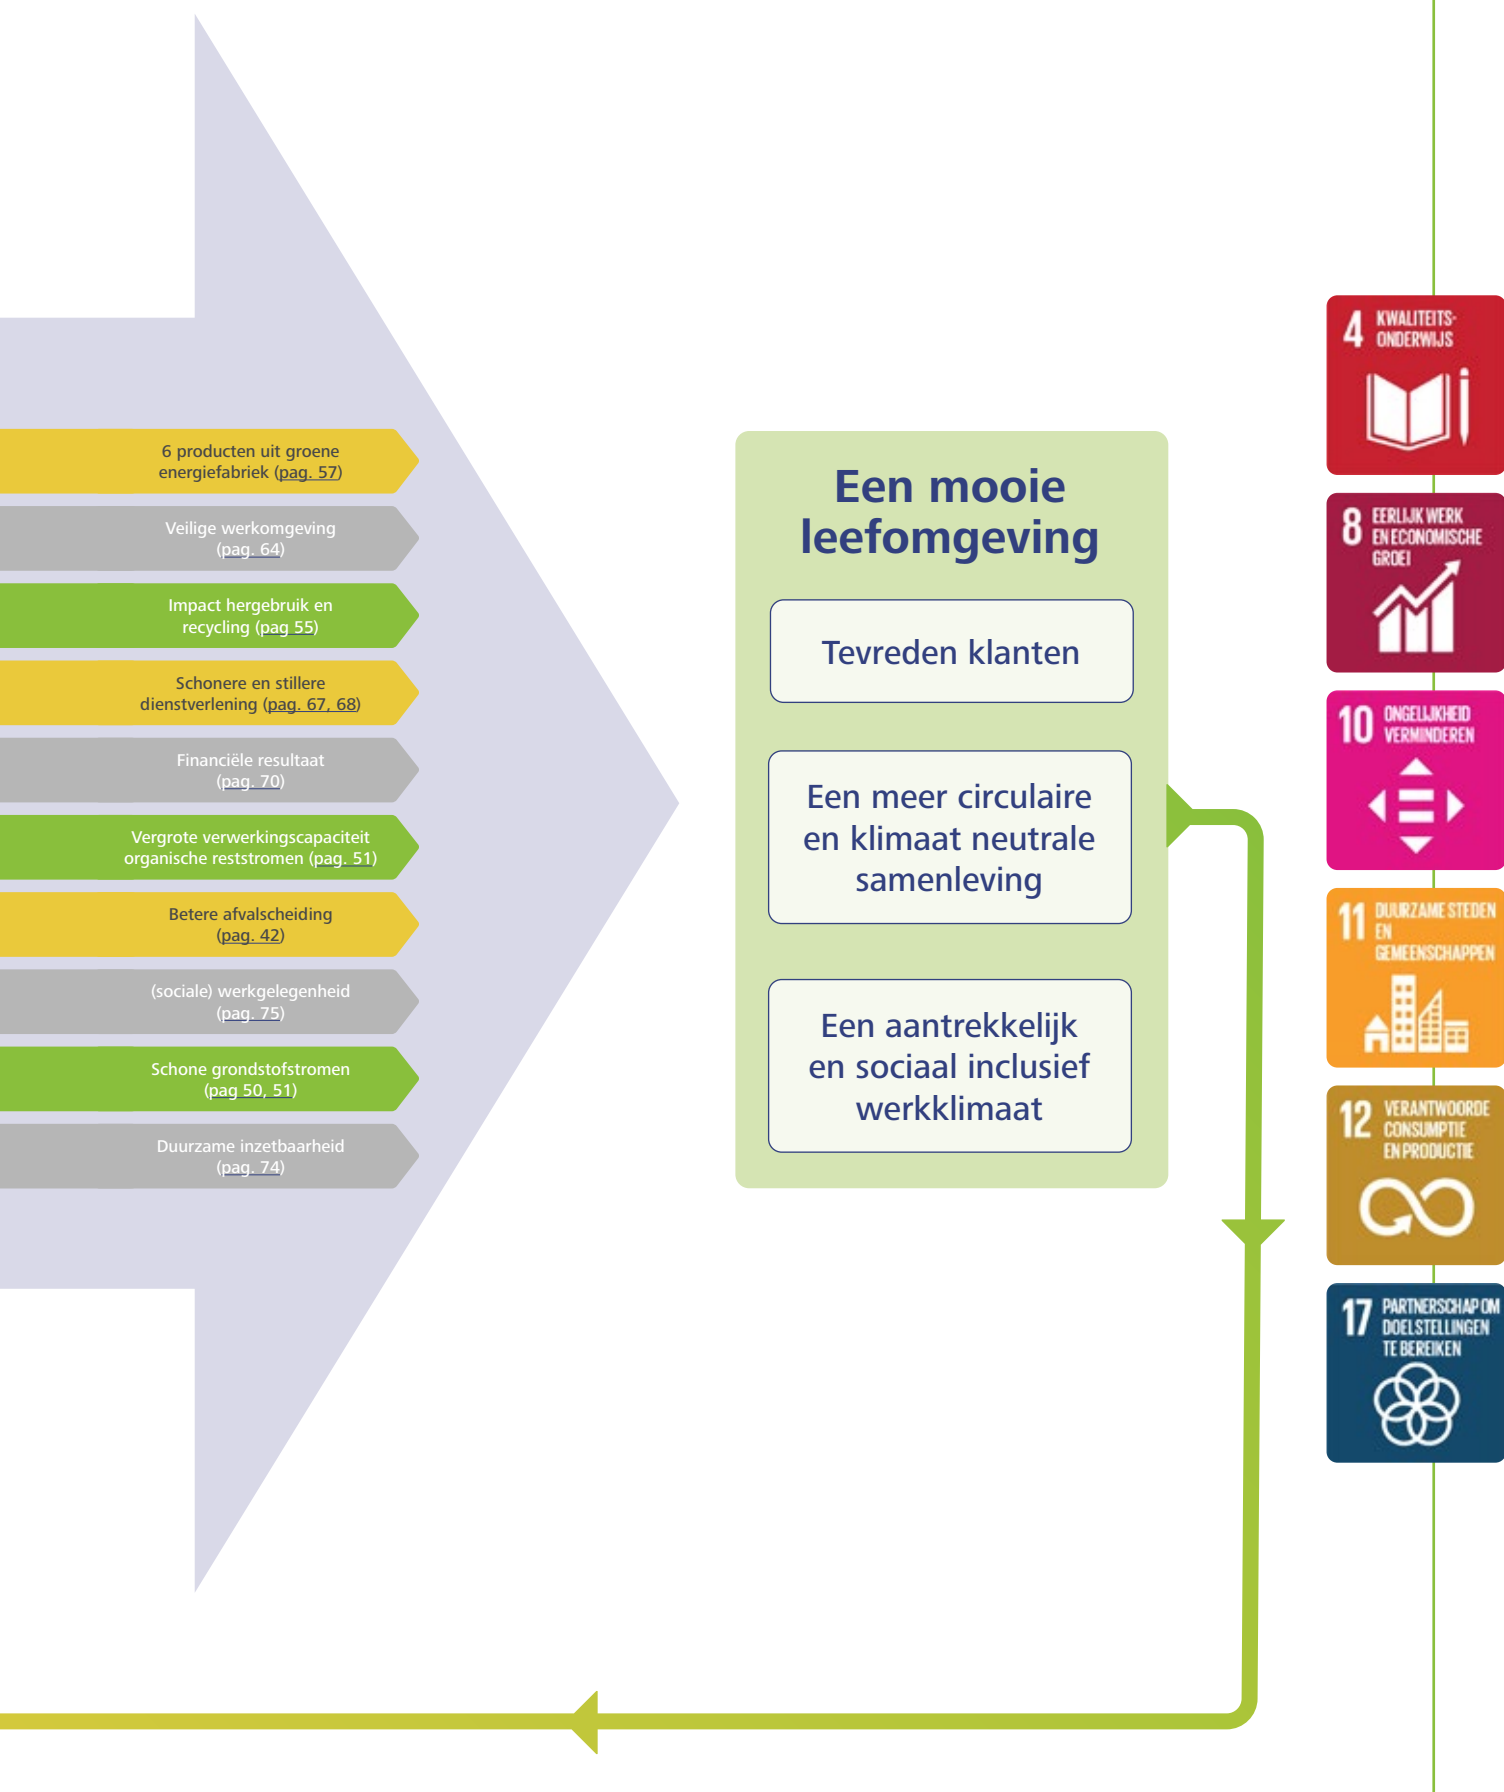 6 producten uit groene
energiefabriek (pag. 57)
Veilige werkomgeving
(pag. 64)
Impact hergebruik en
recycling (pag 55)
Schonere en stillere
dienstverlening (pag. 67, 68)
Financiële resultaat
(pag. 70)
Vergrote verwerkingscapaciteit
organische reststromen (pag. 51)
Betere afvalscheiding
(pag. 42)
(sociale) werkgelegenheid
(pag. 75)
Schone grondstofstromen
(pag 50, 51)
Duurzame inzetbaarheid
(pag. 74)
Een mooie
leefomgeving
Tevreden klanten
Een meer circulaire
en klimaat neutrale
samenleving
Een aantrekkelijk
en sociaal inclusief
werkklimaat
4 KWALITEITS-
ONDERWIJS
8 EERLIJK WERK
EN ECONOMISCHE
GROEI
10 ONGELIJKHEID
VERMINDEREN
11 DUURZAME STEDEN
EN
GEMEENSCHAPPEN
12 VERANTWOORDE
CONSUMPTIE
EN PRODUCTIE
17 PARTNERSCHAP OM
DOELSTELLINGEN
TE BEREIKEN